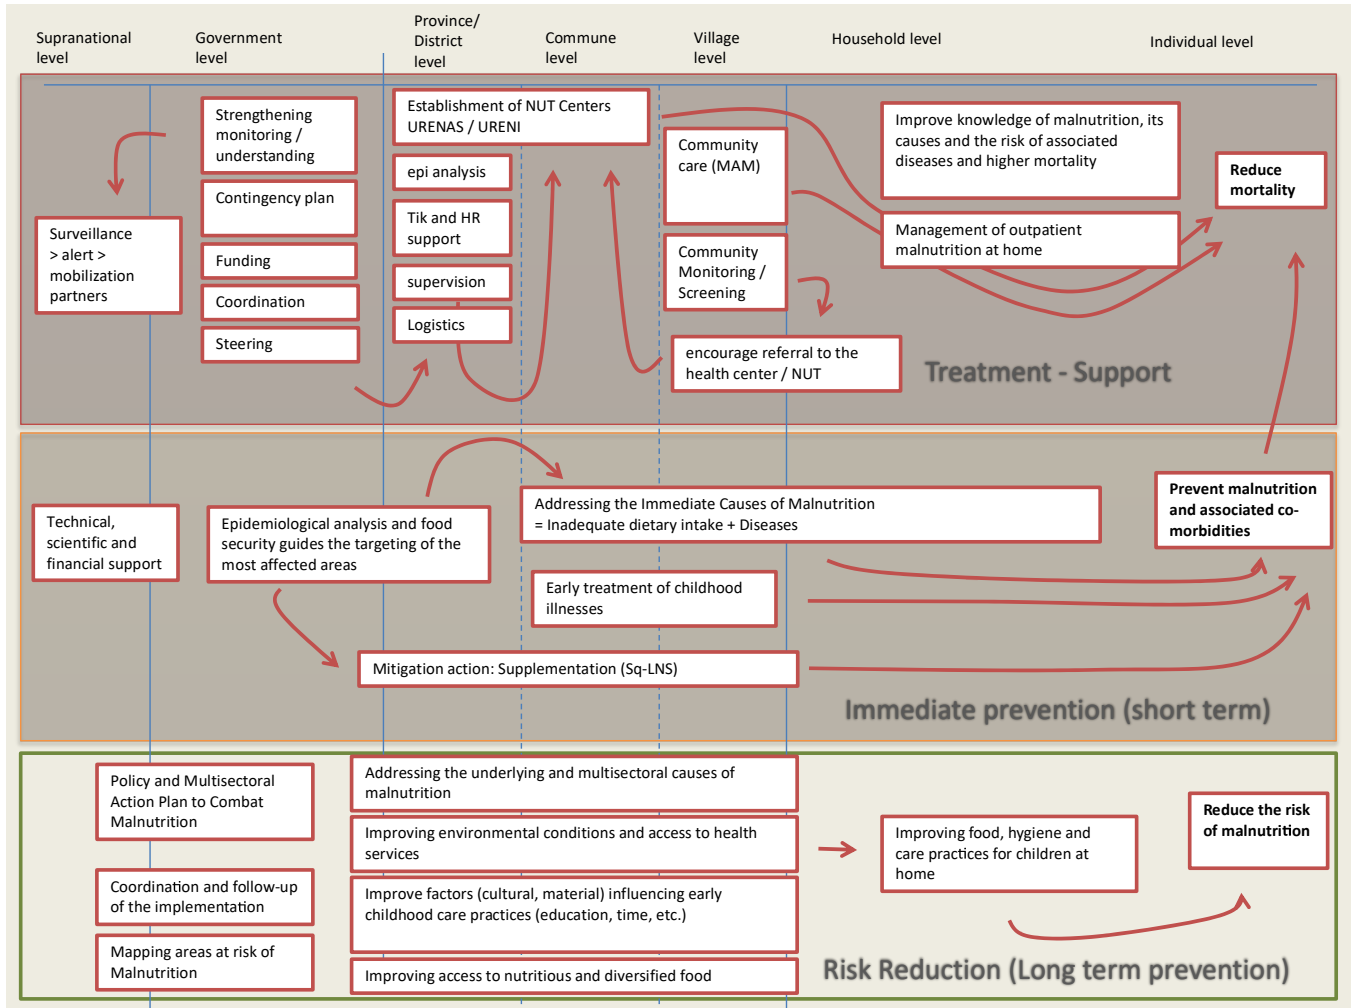 Supranational
level
Government
level
Province/
District
level
Commune
level
Village
level
Household level
Individual level
Strengthening
monitoring /
understanding
Contingency plan
Funding
Coordination
Steering
Surveillance
> alert >
mobilization
partners
Establishment of NUT Centers
URENAS / URENI
epi analysis
Tik and HR
support
supervision
Logistics
Community
care (MAM)
Community
Monitoring /
Screening
encourage referral to the
health center / NUT
Improve knowledge of malnutrition, its
causes and the risk of associated
diseases and higher mortality
Management of outpatient
malnutrition at home
Reduce
mortality
Treatment - Support
Technical,
scientific and
financial support
Epidemiological analysis and food
security guides the targeting of the
most affected areas
Addressing the Immediate Causes of Malnutrition
= Inadequate dietary intake + Diseases
Early treatment of childhood
illnesses
Mitigation action: Supplementation (Sq-LNS)
Prevent malnutrition
and associated co-
morbidities
Immediate prevention (short term)
Policy and Multisectoral
Action Plan to Combat
Malnutrition
Coordination and follow-up
of the implementation
Mapping areas at risk of
Malnutrition
Addressing the underlying and multisectoral causes of
malnutrition
Improving environmental conditions and access to health
services
Improve factors (cultural, material) influencing early
childhood care practices (education, time, etc.)
Improving access to nutritious and diversified food
Improving food, hygiene and
care practices for children at
home
Reduce the risk
of malnutrition
Risk Reduction (Long term prevention)